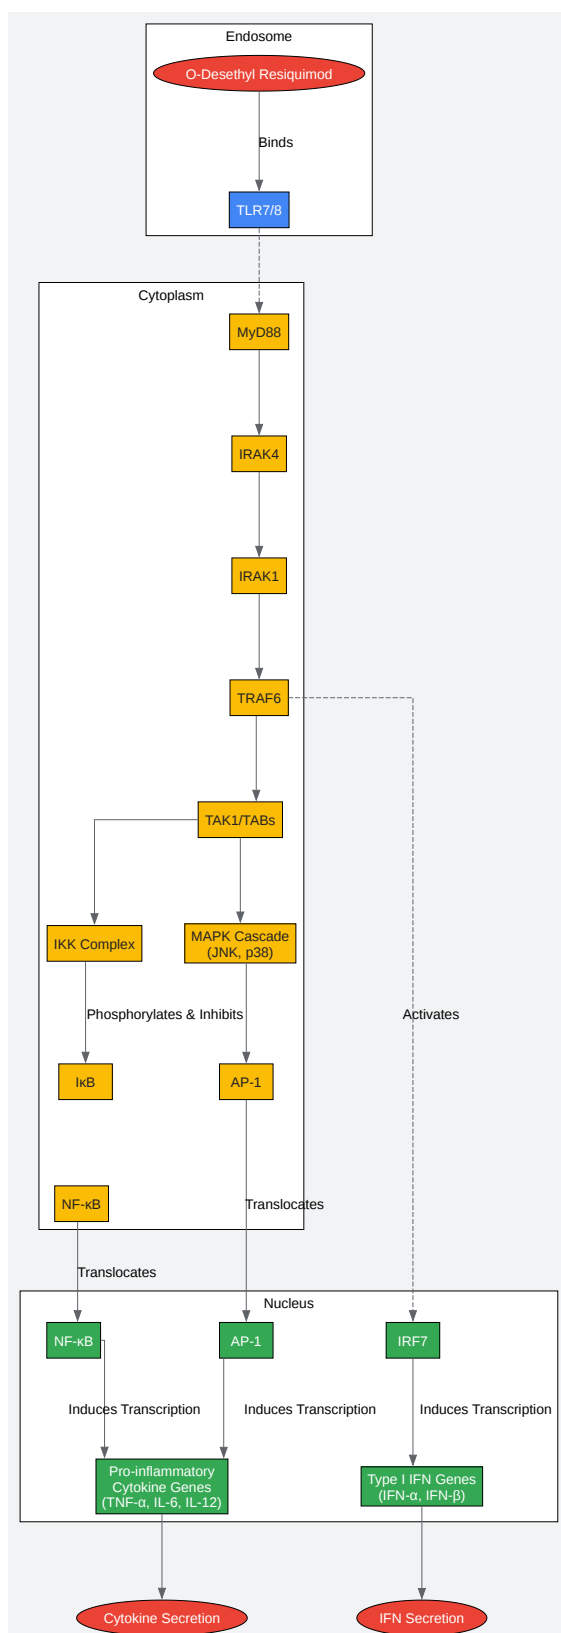 Endosome
O-Desethyl Resiquimod
Binds
TLR7/8
Cytoplasm
MyD88
IRAK4
IRAK1
TRAF6
TAK1/TABs
IKK Complex
MAPK Cascade
(JNK, p38)
Phosphorylates & Inhibits
Activates
IκB
AP-1
NF-κB
Translocates
Translocates
Nucleus
NF-κB
AP-1
IRF7
Induces Transcription
Induces Transcription
Induces Transcription
Pro-inflammatory
Cytokine Genes
(TNF-α, IL-6, IL-12)
Type I IFN Genes
(IFN-α, IFN-β)
Cytokine Secretion
IFN Secretion